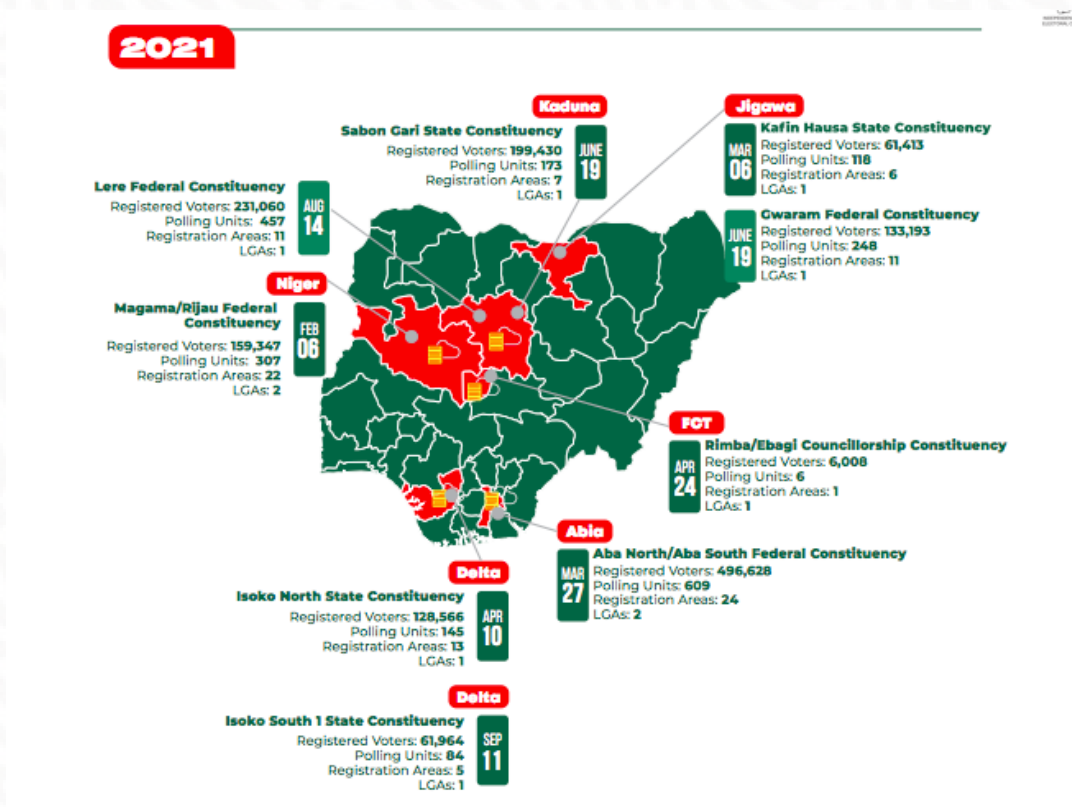 2021
Kaduna
Sabon Gari State Constituency
Registered Voters: 199,430
Polling Units: 173
Registration Areas: 7
LGAs: 1
JUNE
19
Jigawa
MAR
06
Kafin Hausa State Constituency
Registered Voters: 61,413
Polling Units: 118
Registration Areas: 6
LGAs: 1
JUNE
19
Gwaram Federal Constituency
Registered Voters: 133,193
Polling Units: 248
Registration Areas: 11
LGAs: 1
Lere Federal Constituency
Registered Voters: 231,060
Polling Units: 457
Registration Areas: 11
LGAs: 1
AUG
14
Niger
Magama/Rijau Federal
Constituency
Registered Voters: 159,347
Polling Units: 307
Registration Areas: 22
LGAs: 2
FEB
06
FCT
APR
24
Rimba/Ebagi Councillorship Constituency
Registered Voters: 6,008
Polling Units: 6
Registration Areas: 1
LGAs: 1
Abia
MAR
27
Aba North/Aba South Federal Constituency
Registered Voters: 496,628
Polling Units: 609
Registration Areas: 24
LGAs: 2
Delta
Isoko North State Constituency
Registered Voters: 128,566
Polling Units: 145
Registration Areas: 13
LGAs: 1
APR
10
Delta
Isoko South 1 State Constituency
Registered Voters: 61,964
Polling Units: 84
Registration Areas: 5
LGAs: 1
SEP
11